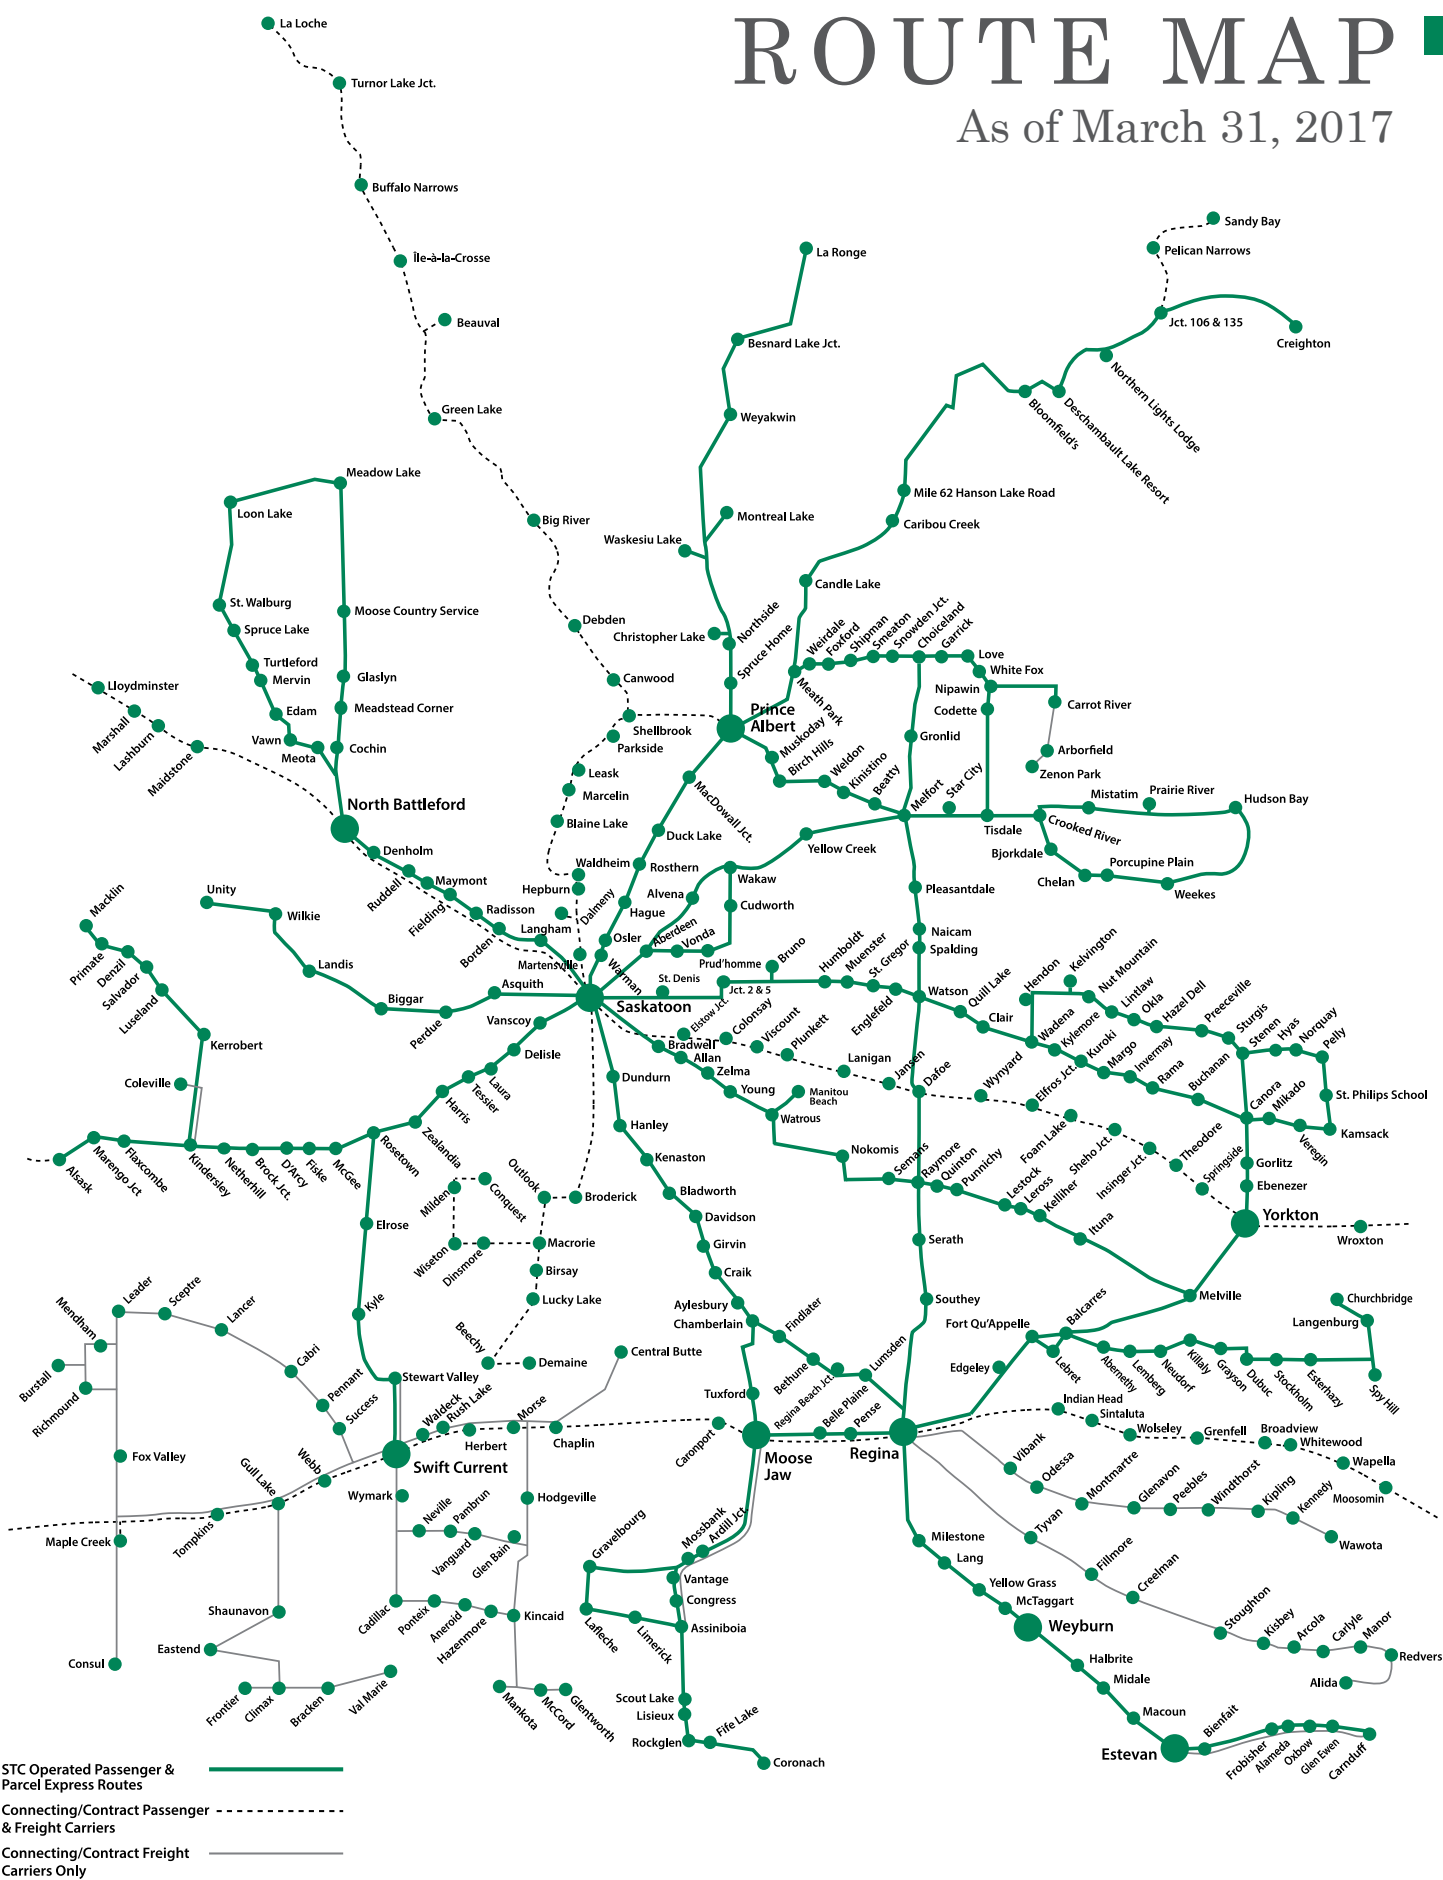 ROUTE MAP
As of March 31, 2017
La Loche
Turnor Lake Jct.
Buffalo Narrows
Île-à-la-Crosse
Beauval
Green Lake
Big River
Debden
Canwood
Shellbrook
Parkside
Leask
Marcelin
Blaine Lake
Waldheim
Hepburn
Dalmeny
Martensville
Sandy Bay
Pelican Narrows
Jct. 106 & 135
Creighton
Northern Lights Lodge
Deschambault Lake Resort
Bloomfield's
Mile 62 Hanson Lake Road
Caribou Creek
Candle Lake
La Ronge
Besnard Lake Jct.
Weyakwin
Montreal Lake
Waskesiu Lake
Christopher Lake
Northside
Spruce Home
Prince
Albert
Meath Park
Weirdale
Foxford
Shipman
Smeaton
Snowden Jct.
Choiceland
Garrick
Love
White Fox
Nipawin
Codette
Carrot River
Arborfield
Zenon Park
Gronlid
Muskoday
Birch Hills
Weldon
Kinistino
Beatty
Melfort
Star City
Tisdale
Crooked River
Mistatim
Prairie River
Hudson Bay
Bjorkdale
Chelan
Porcupine Plain
Weekes
Meadow Lake
Loon Lake
St. Walburg
Spruce Lake
Turtleford
Mervin
Edam
Vawn
Meota
Moose Country Service
Glaslyn
Meadstead Corner
Cochin
Lloydminster
Marshall
Lashburn
Maidstone
North Battleford
Denholm
Ruddell
Maymont
Fielding
Radisson
Borden
Langham
MacDowall Jct.
Duck Lake
Rosthern
Hague
Osler
Warman
Yellow Creek
Wakaw
Alvena
Cudworth
Aberdeen
Vonda
Prud'homme
Pleasantdale
Naicam
Spalding
Unity
Wilkie
Landis
Biggar
Perdue
Asquith
Macklin
Primate
Denzil
Salvador
Luseland
Kerrobert
Coleville
Saskatoon
St. Denis
Jct. 2 & 5
Bruno
Humboldt
Muenster
St. Gregor
Englefeld
Watson
Quill Lake
Clair
Hendon
Kelvington
Nut Mountain
Lintlaw
Okla
Hazel Dell
Preeceville
Sturgis
Stenen
Hyas
Norquay
Pelly
St. Philips School
Kamsack
Veregin
Mikado
Canora
Wadena
Kylemore
Kuroki
Margo
Invermay
Rama
Buchanan
Gorlitz
Ebenezer
Yorkton
Wroxton
Elstow Jct.
Colonsay
Viscount
Plunkett
Lanigan
Jansen
Dafoe
Wynyard
Elfros Jct.
Foam Lake
Sheho Jct.
Insinger Jct.
Theodore
Springside
Bradwell
Allan
Zelma
Young
Manitou
Beach
Watrous
Nokomis
Semans
Raymore
Quinton
Punnichy
Lestock
Leross
Kelliher
Ituna
Melville
Vanscoy
Delisle
Laura
Tessier
Harris
Zealandia
Rosetown
McGee
Fiske
D'Arcy
Brock Jct.
Netherhill
Kindersley
Flaxcombe
Marengo Jct
Alsask
Dundurn
Hanley
Kenaston
Bladworth
Davidson
Girvin
Craik
Aylesbury
Chamberlain
Findlater
Bethune
Regina Beach Jct.
Lumsden
Tuxford
Outlook
Broderick
Conquest
Milden
Wiseton
Dinsmore
Macrorie
Birsay
Lucky Lake
Beechy
Demaine
Elrose
Kyle
Stewart Valley
Serath
Southey
Fort Qu'Appelle
Balcarres
Edgeley
Lebret
Abernethy
Lemberg
Neudorf
Killaly
Grayson
Dubuc
Stockholm
Esterhazy
Churchbridge
Langenburg
Spy Hill
Leader
Sceptre
Lancer
Cabri
Pennant
Success
Mendham
Burstall
Richmound
Fox Valley
Maple Creek
Consul
Tompkins
Gull Lake
Webb
Swift Current
Waldeck
Rush Lake
Herbert
Morse
Chaplin
Central Butte
Caronport
Moose
Jaw
Belle Plaine
Pense
Regina
Indian Head
Sintaluta
Wolseley
Grenfell
Broadview
Whitewood
Wapella
Moosomin
Vibank
Odessa
Montmartre
Glenavon
Peebles
Windthorst
Kipling
Kennedy
Wawota
Wymark
Neville
Pambrun
Vanguard
Glen Bain
Hodgeville
Cadillac
Ponteix
Aneroid
Hazenmore
Kincaid
Mankota
McCord
Glentworth
Shaunavon
Eastend
Frontier
Climax
Bracken
Val Marie
Gravelbourg
Mossbank
Ardill Jct.
Vantage
Congress
Lafleche
Limerick
Assiniboia
Scout Lake
Lisieux
Rockglen
Fife Lake
Coronach
Milestone
Lang
Yellow Grass
McTaggart
Weyburn
Halbrite
Midale
Macoun
Estevan
Bienfait
Frobisher
Alameda
Oxbow
Glen Ewen
Carnduff
Tyvan
Fillmore
Creelman
Stoughton
Kisbey
Arcola
Carlyle
Manor
Redvers
Alida
STC Operated Passenger &
Parcel Express Routes
Connecting/Contract Passenger
& Freight Carriers
Connecting/Contract Freight
Carriers Only